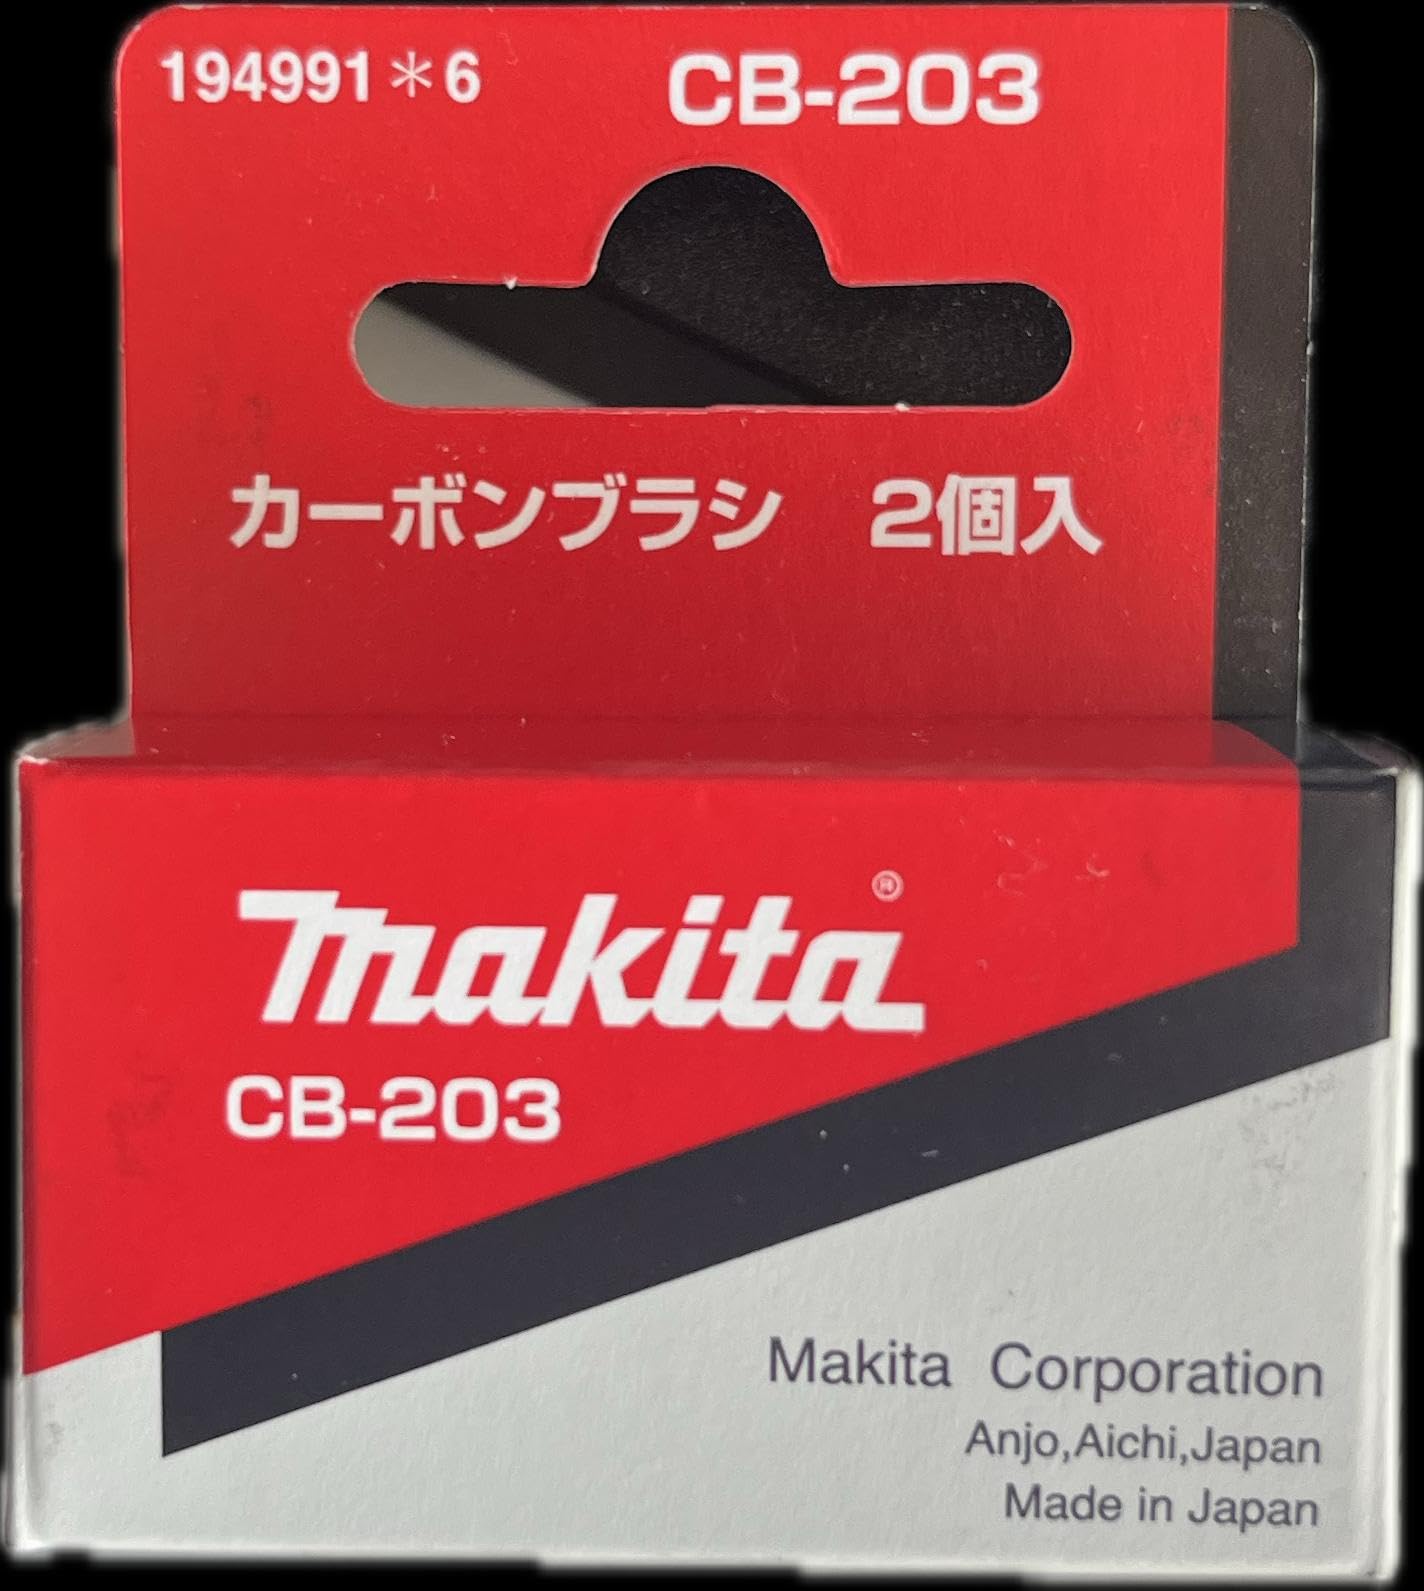 194991＊6 CB-203
カーボンブラシ 2個入
makita®
CB-203
Makita Corporation
Anjo,Aichi,Japan
Made in Japan